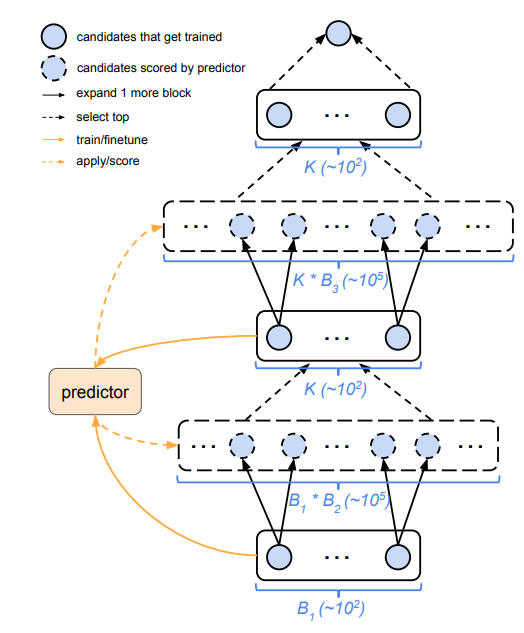 candidates that get trained
candidates scored by predictor
expand 1 more block
select top
train/finetune
apply/score
...
K (~10²)
... ... ...
K * B₃ (~10⁵)
...
K (~10²)
predictor
... ... ...
B₁ * B₂ (~10⁵)
...
B₁ (~10²)